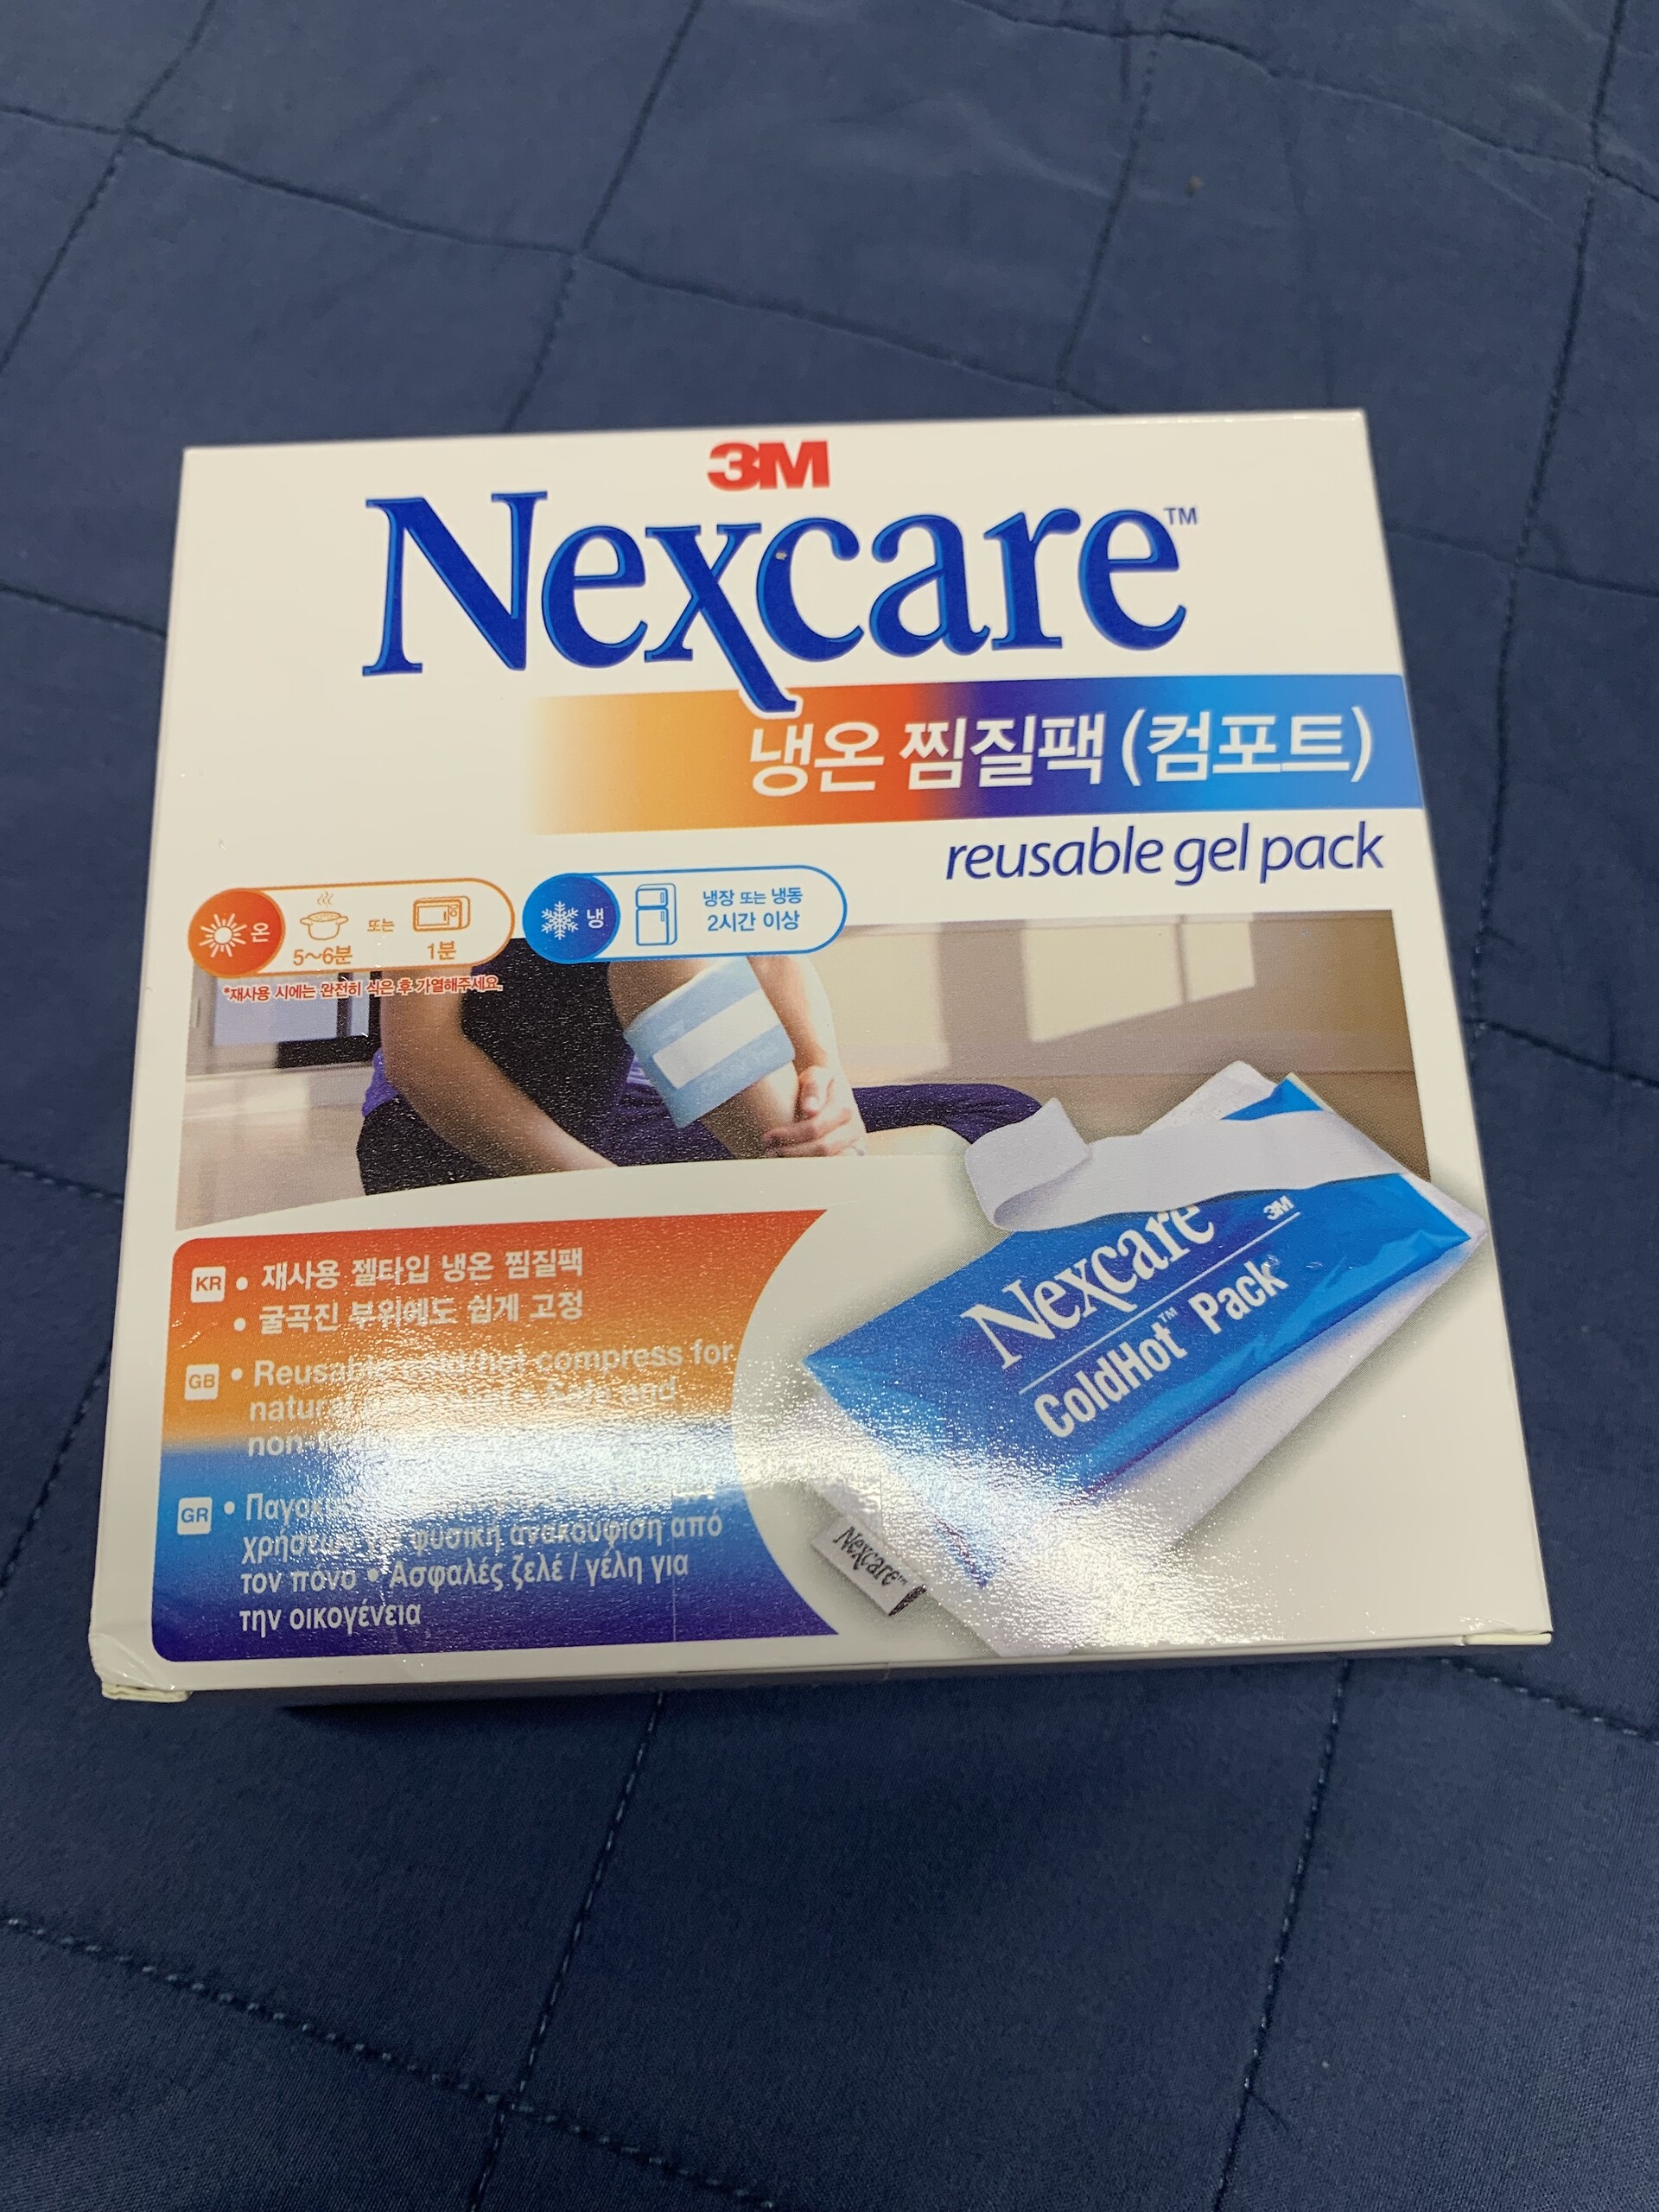 3M
Nexcare™
냉온 찜질팩 (컴포트)
reusable gel pack
온 5~6분 또는 1분
냉 냉장 또는 냉동
2시간 이상
*재사용 시에는 완전히 식은 후 가열해주세요.
KR • 재사용 젤타입 냉온 찜질팩
• 굴곡진 부위에도 쉽게 고정
GB • Reusable cold/hot compress for
and
GR •
φυσική ανακούφιση από
τον πόνο • Ασφαλές ζελέ / γέλη για
την οικογένεια
Nexcare™ 3M
ColdHot™ Pack
Nexcare™